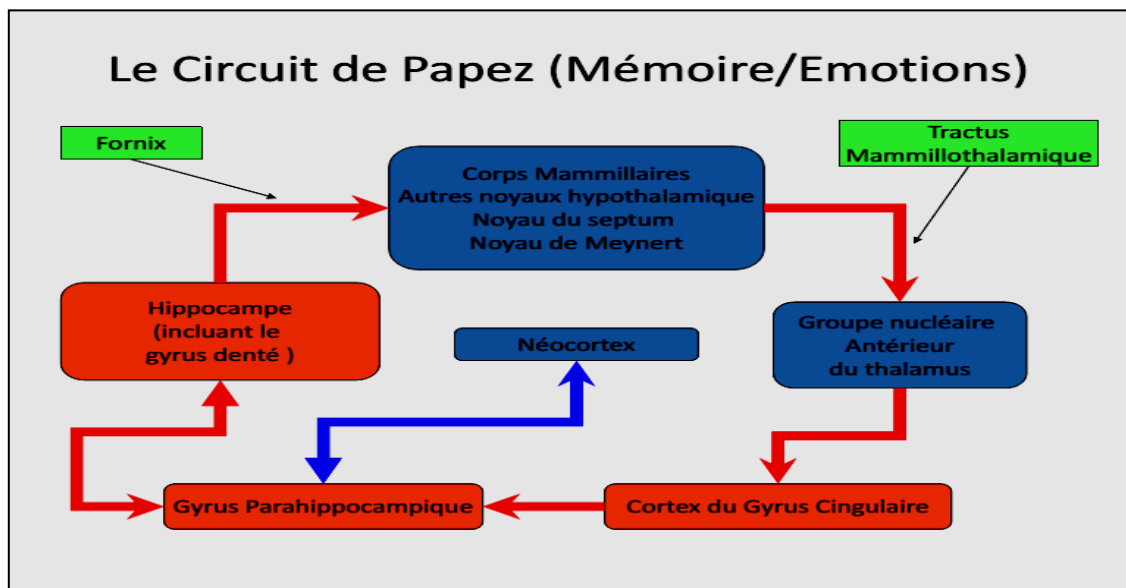 Le Circuit de Papez (Mémoire/Emotions)
Fornix
Tractus
Mammillothalamique
Corps Mammillaires
Autres noyaux hypothalamique
Noyau du septum
Noyau de Meynert
Hippocampe
(incluant le
gyrus denté )
Néocortex
Groupe nucléaire
Antérieur
du thalamus
Gyrus Parahippocampique
Cortex du Gyrus Cingulaire